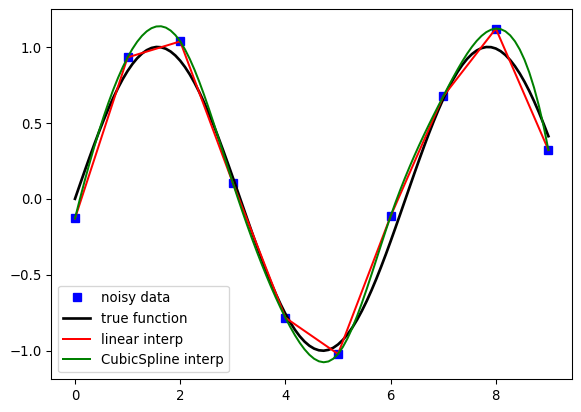 1.0
0.5
0.0
−0.5
−1.0
noisy data
true function
linear interp
CubicSpline interp
0 2 4 6 8